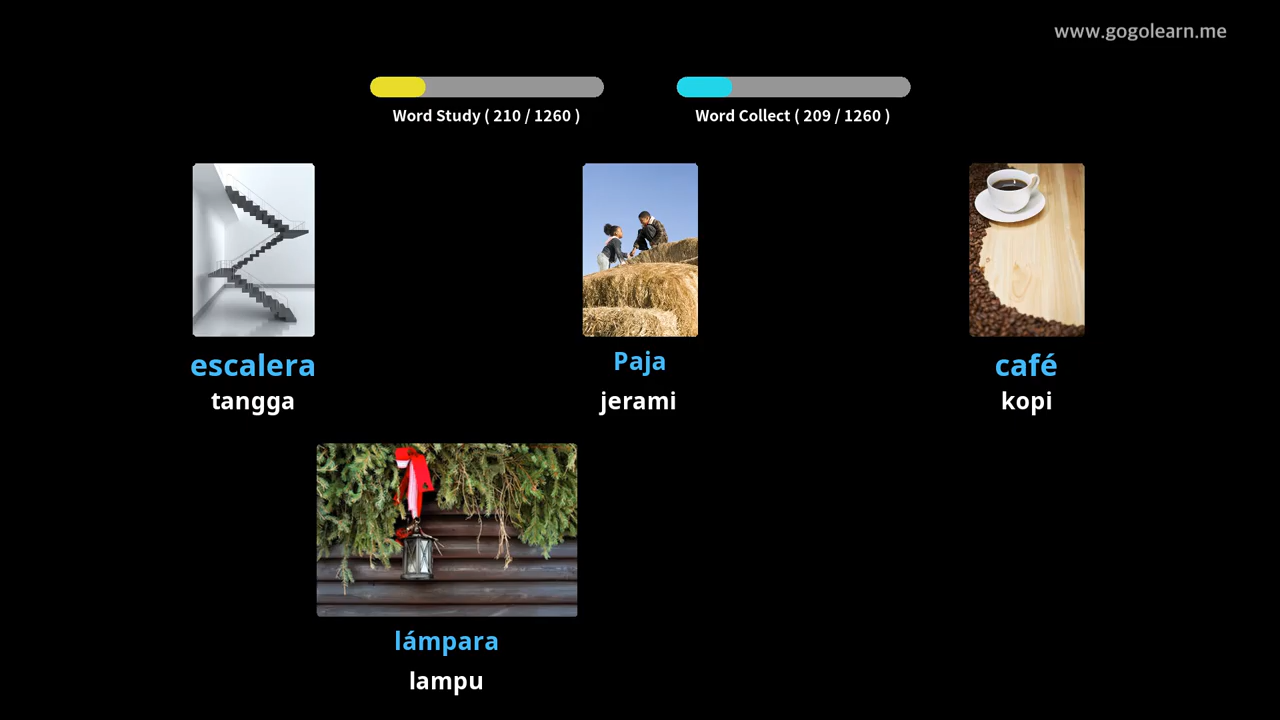 www.gogolearn.me
Word Study ( 210 / 1260 )
Word Collect ( 209 / 1260 )
escalera
tangga
Paja
jerami
café
kopi
lámpara
lampu